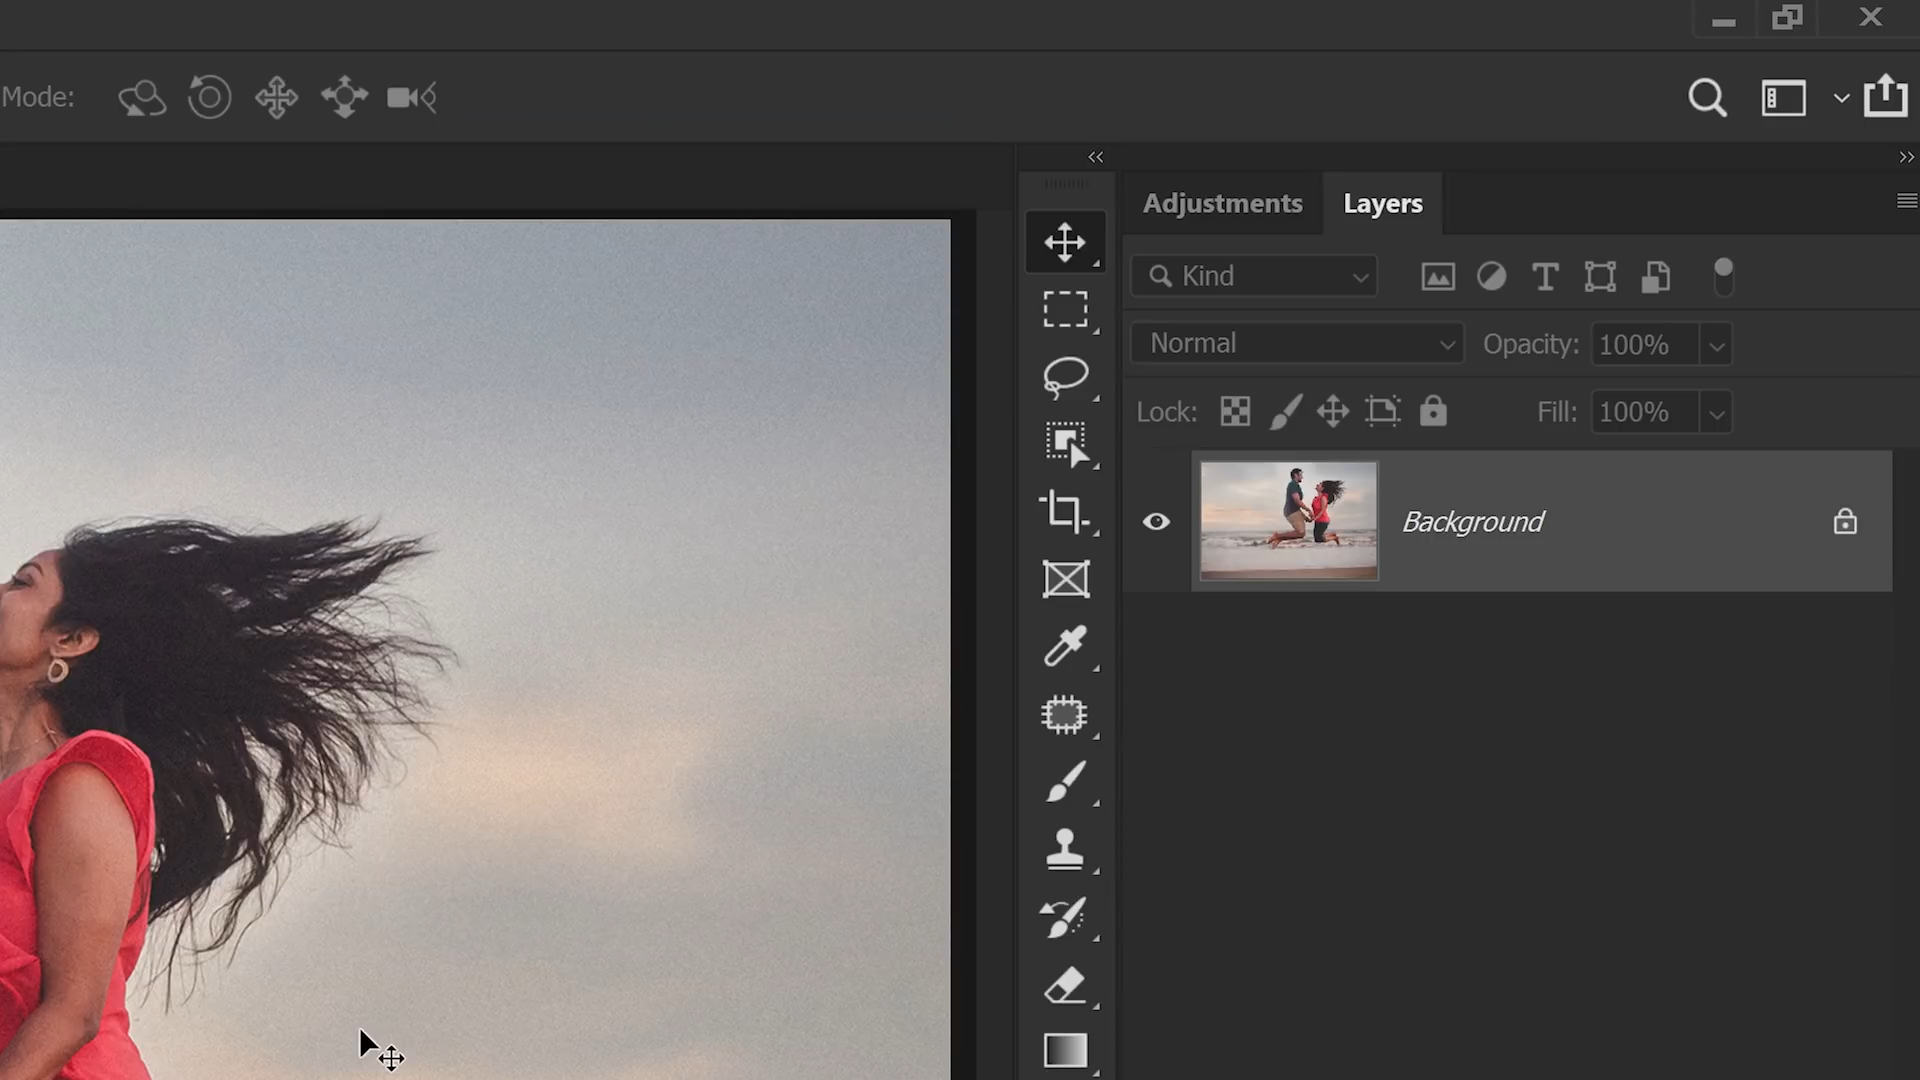 Mode:
Adjustments
Layers
Kind
Normal
Opacity: 100%
Lock:
Fill: 100%
Background